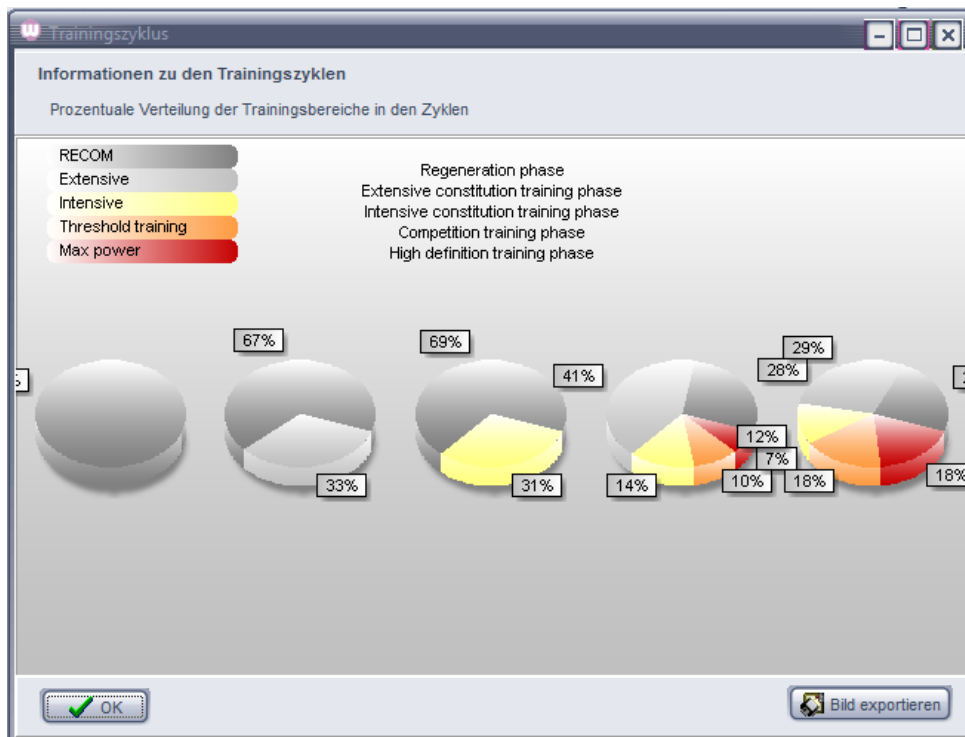 Trainingszyklus
Informationen zu den Trainingszyklen
Prozentuale Verteilung der Trainingsbereiche in den Zyklen
RECOM
Extensive
Intensive
Threshold training
Max power
Regeneration phase
Extensive constitution training phase
Intensive constitution training phase
Competition training phase
High definition training phase
67%
69%
29%
28%
41%
12%
7%
33%
31%
14%
10%
18%
18%
OK
Bild exportieren